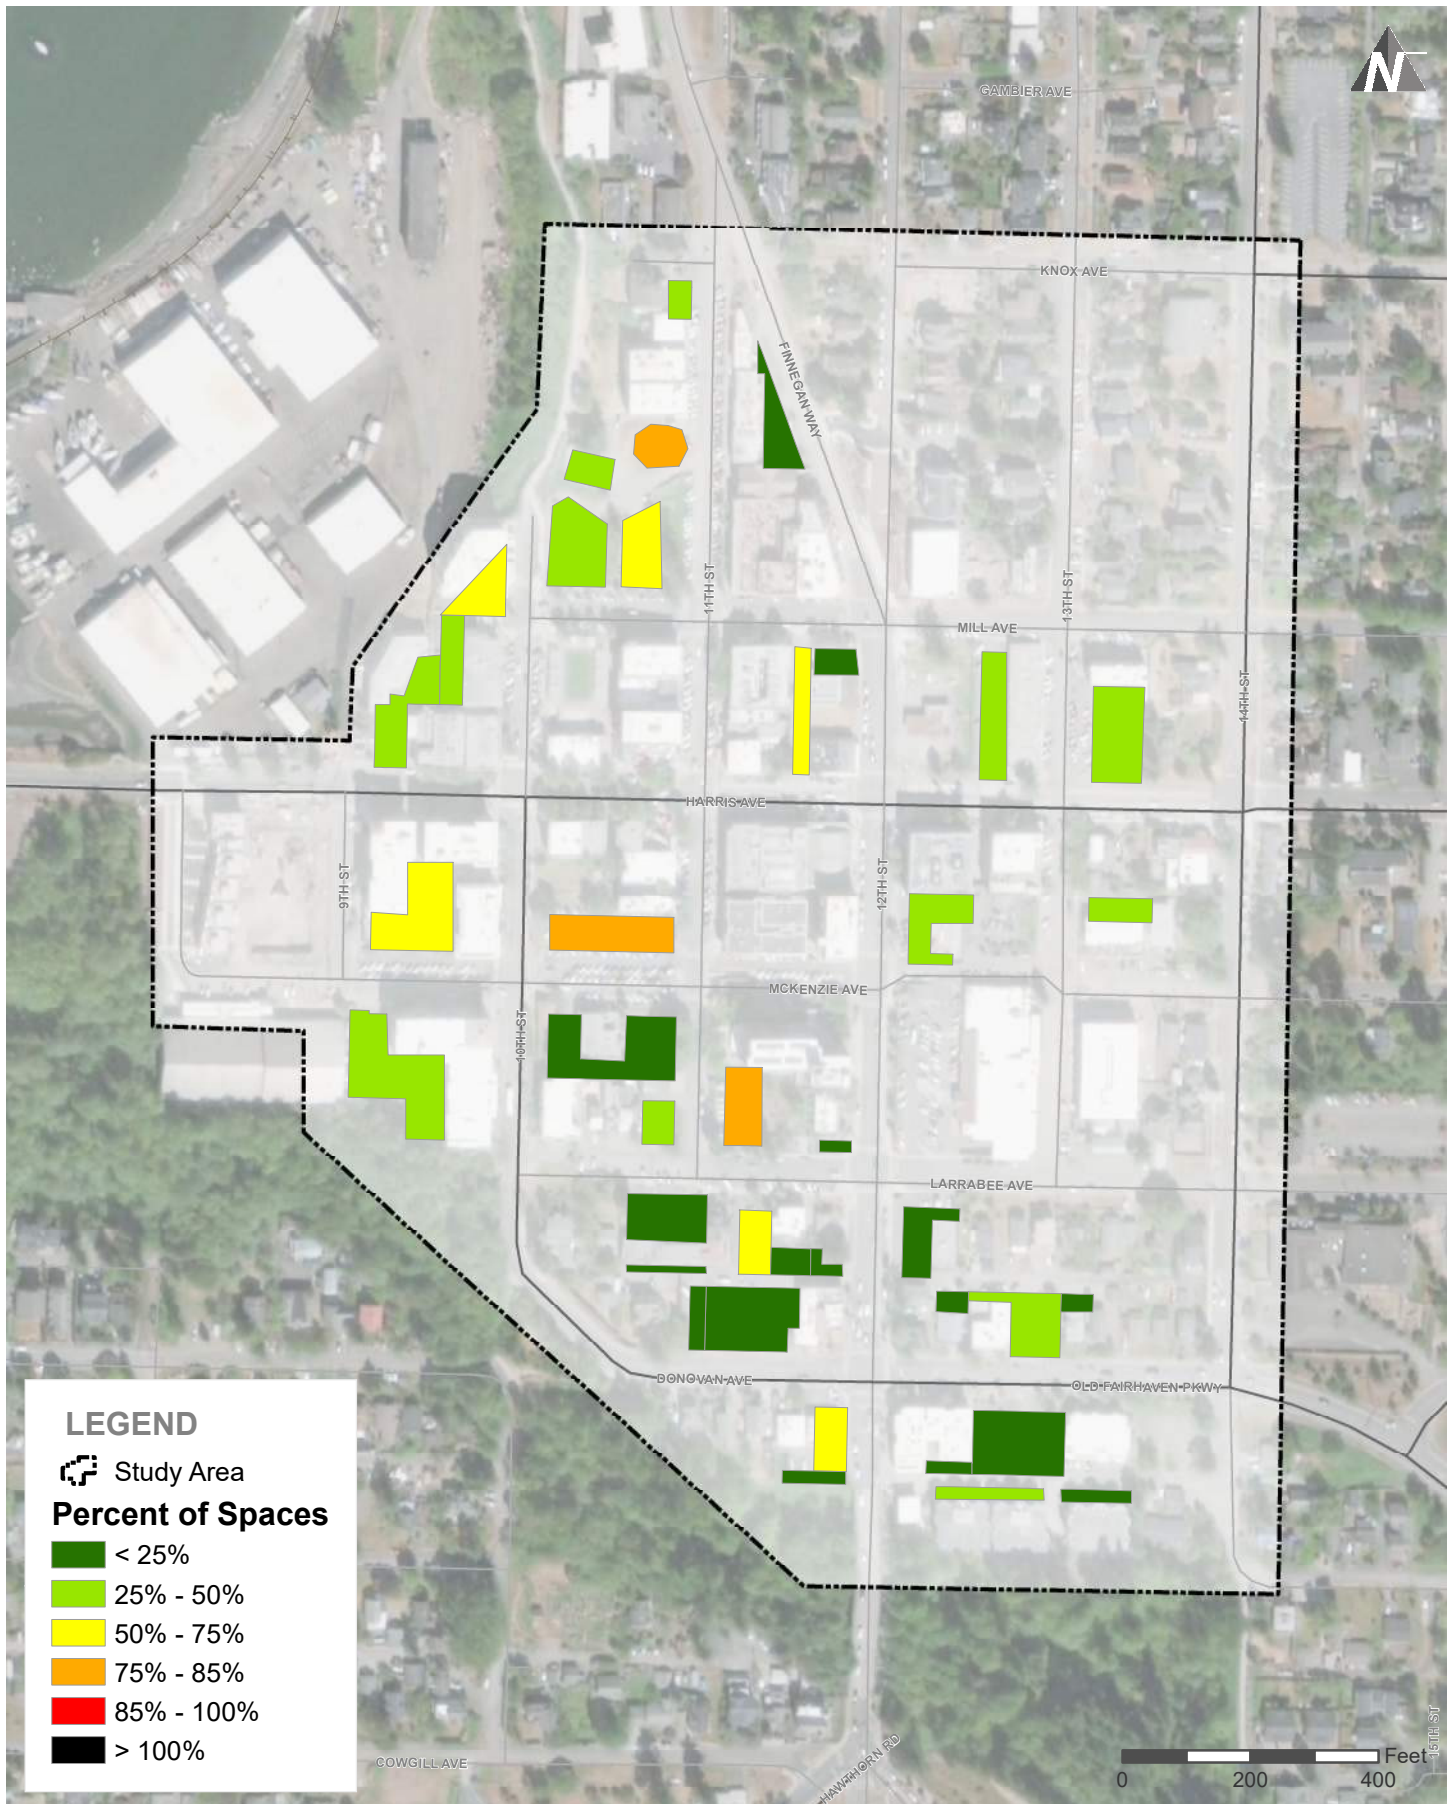 N
GAMBIER AVE
KNOX AVE
FINNEGAN WAY
11TH ST
13TH ST
MILL AVE
14TH ST
HARRIS AVE
9TH ST
12TH ST
MCKENZIE AVE
10TH ST
LARRABEE AVE
DONOVAN AVE
OLD FAIRHAVEN PKWY
LEGEND
Study Area
Percent of Spaces
< 25%
25% - 50%
50% - 75%
75% - 85%
85% - 100%
> 100%
COWGILL AVE
HAWTHORN RD
15TH ST
Feet
0 200 400